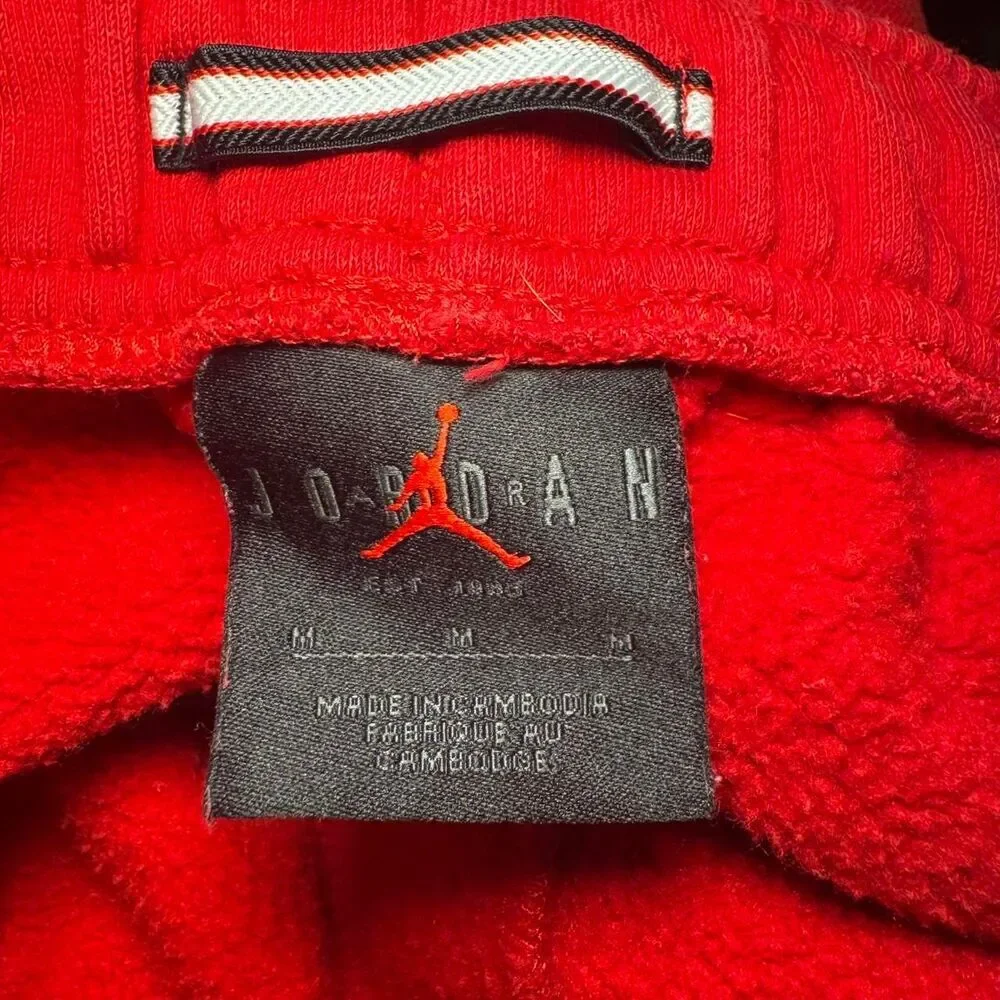 JORDAN
EST 1985
M M M
MADE IN CAMBODIA
FABRIQUE AU
CAMBODGE